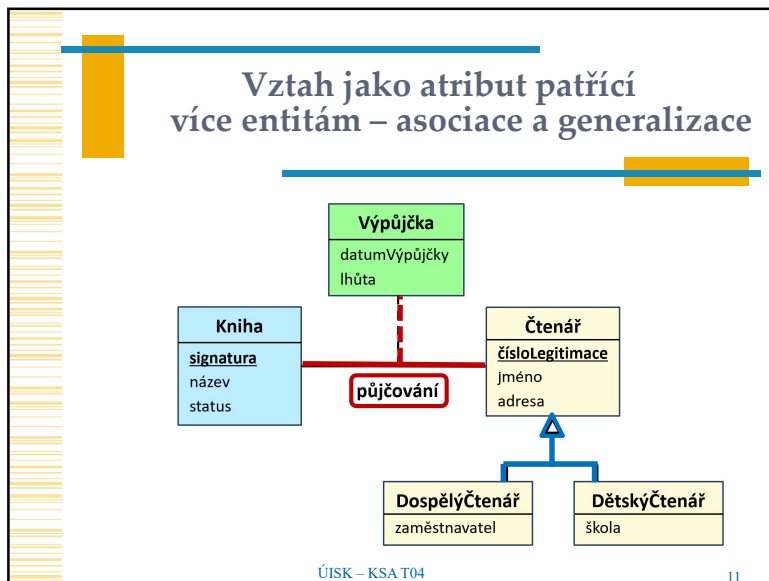 Vztah jako atribut patřící
více entitám – asociace a generalizace
Výpůjčka
datumVýpůjčky
lhůta
Kniha
signatura
název
status
půjčování
Čtenář
čísloLegitimace
jméno
adresa
DospělýČtenář
zaměstnavatel
DětskýČtenář
škola
ÚISK – KSA T04
11